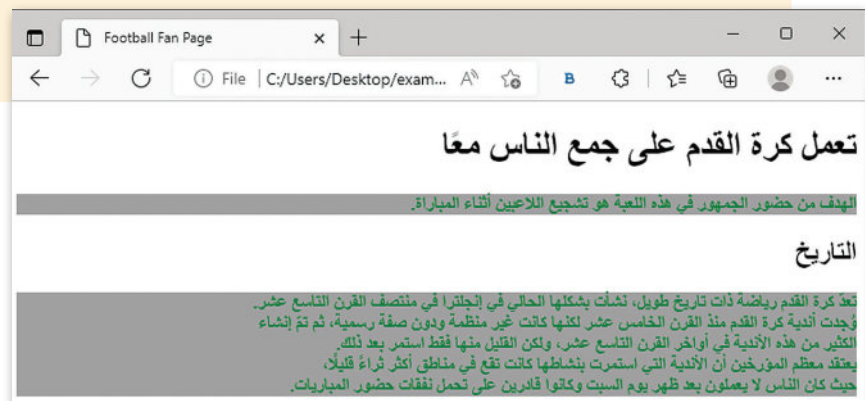 Football Fan Page
File C:/Users/Desktop/exam...
تعمل كرة القدم على جمع الناس معًا
الهدف من حضور الجمهور في هذه اللعبة هو تشجيع اللاعبين أثناء المباراة.
التاريخ
تعدّ كرة القدم رياضة ذات تاريخ طويل، نشأت بشكلها الحالي في إنجلترا في منتصف القرن التاسع عشر.
وُجدت أندية كرة القدم منذ القرن الخامس عشر لكنها كانت غير منظمة ودون صفة رسمية، ثم تمّ إنشاء
الكثير من هذه الأندية في أواخر القرن التاسع عشر، ولكن القليل منها فقط استمر بعد ذلك.
يعتقد معظم المؤرخين أن الأندية التي استمرت بنشاطها كانت تقع في مناطق أكثر ثراءً قليلًا،
حيث كان الناس لا يعملون بعد ظهر يوم السبت وكانوا قادرين على تحمل نفقات حضور المباريات.